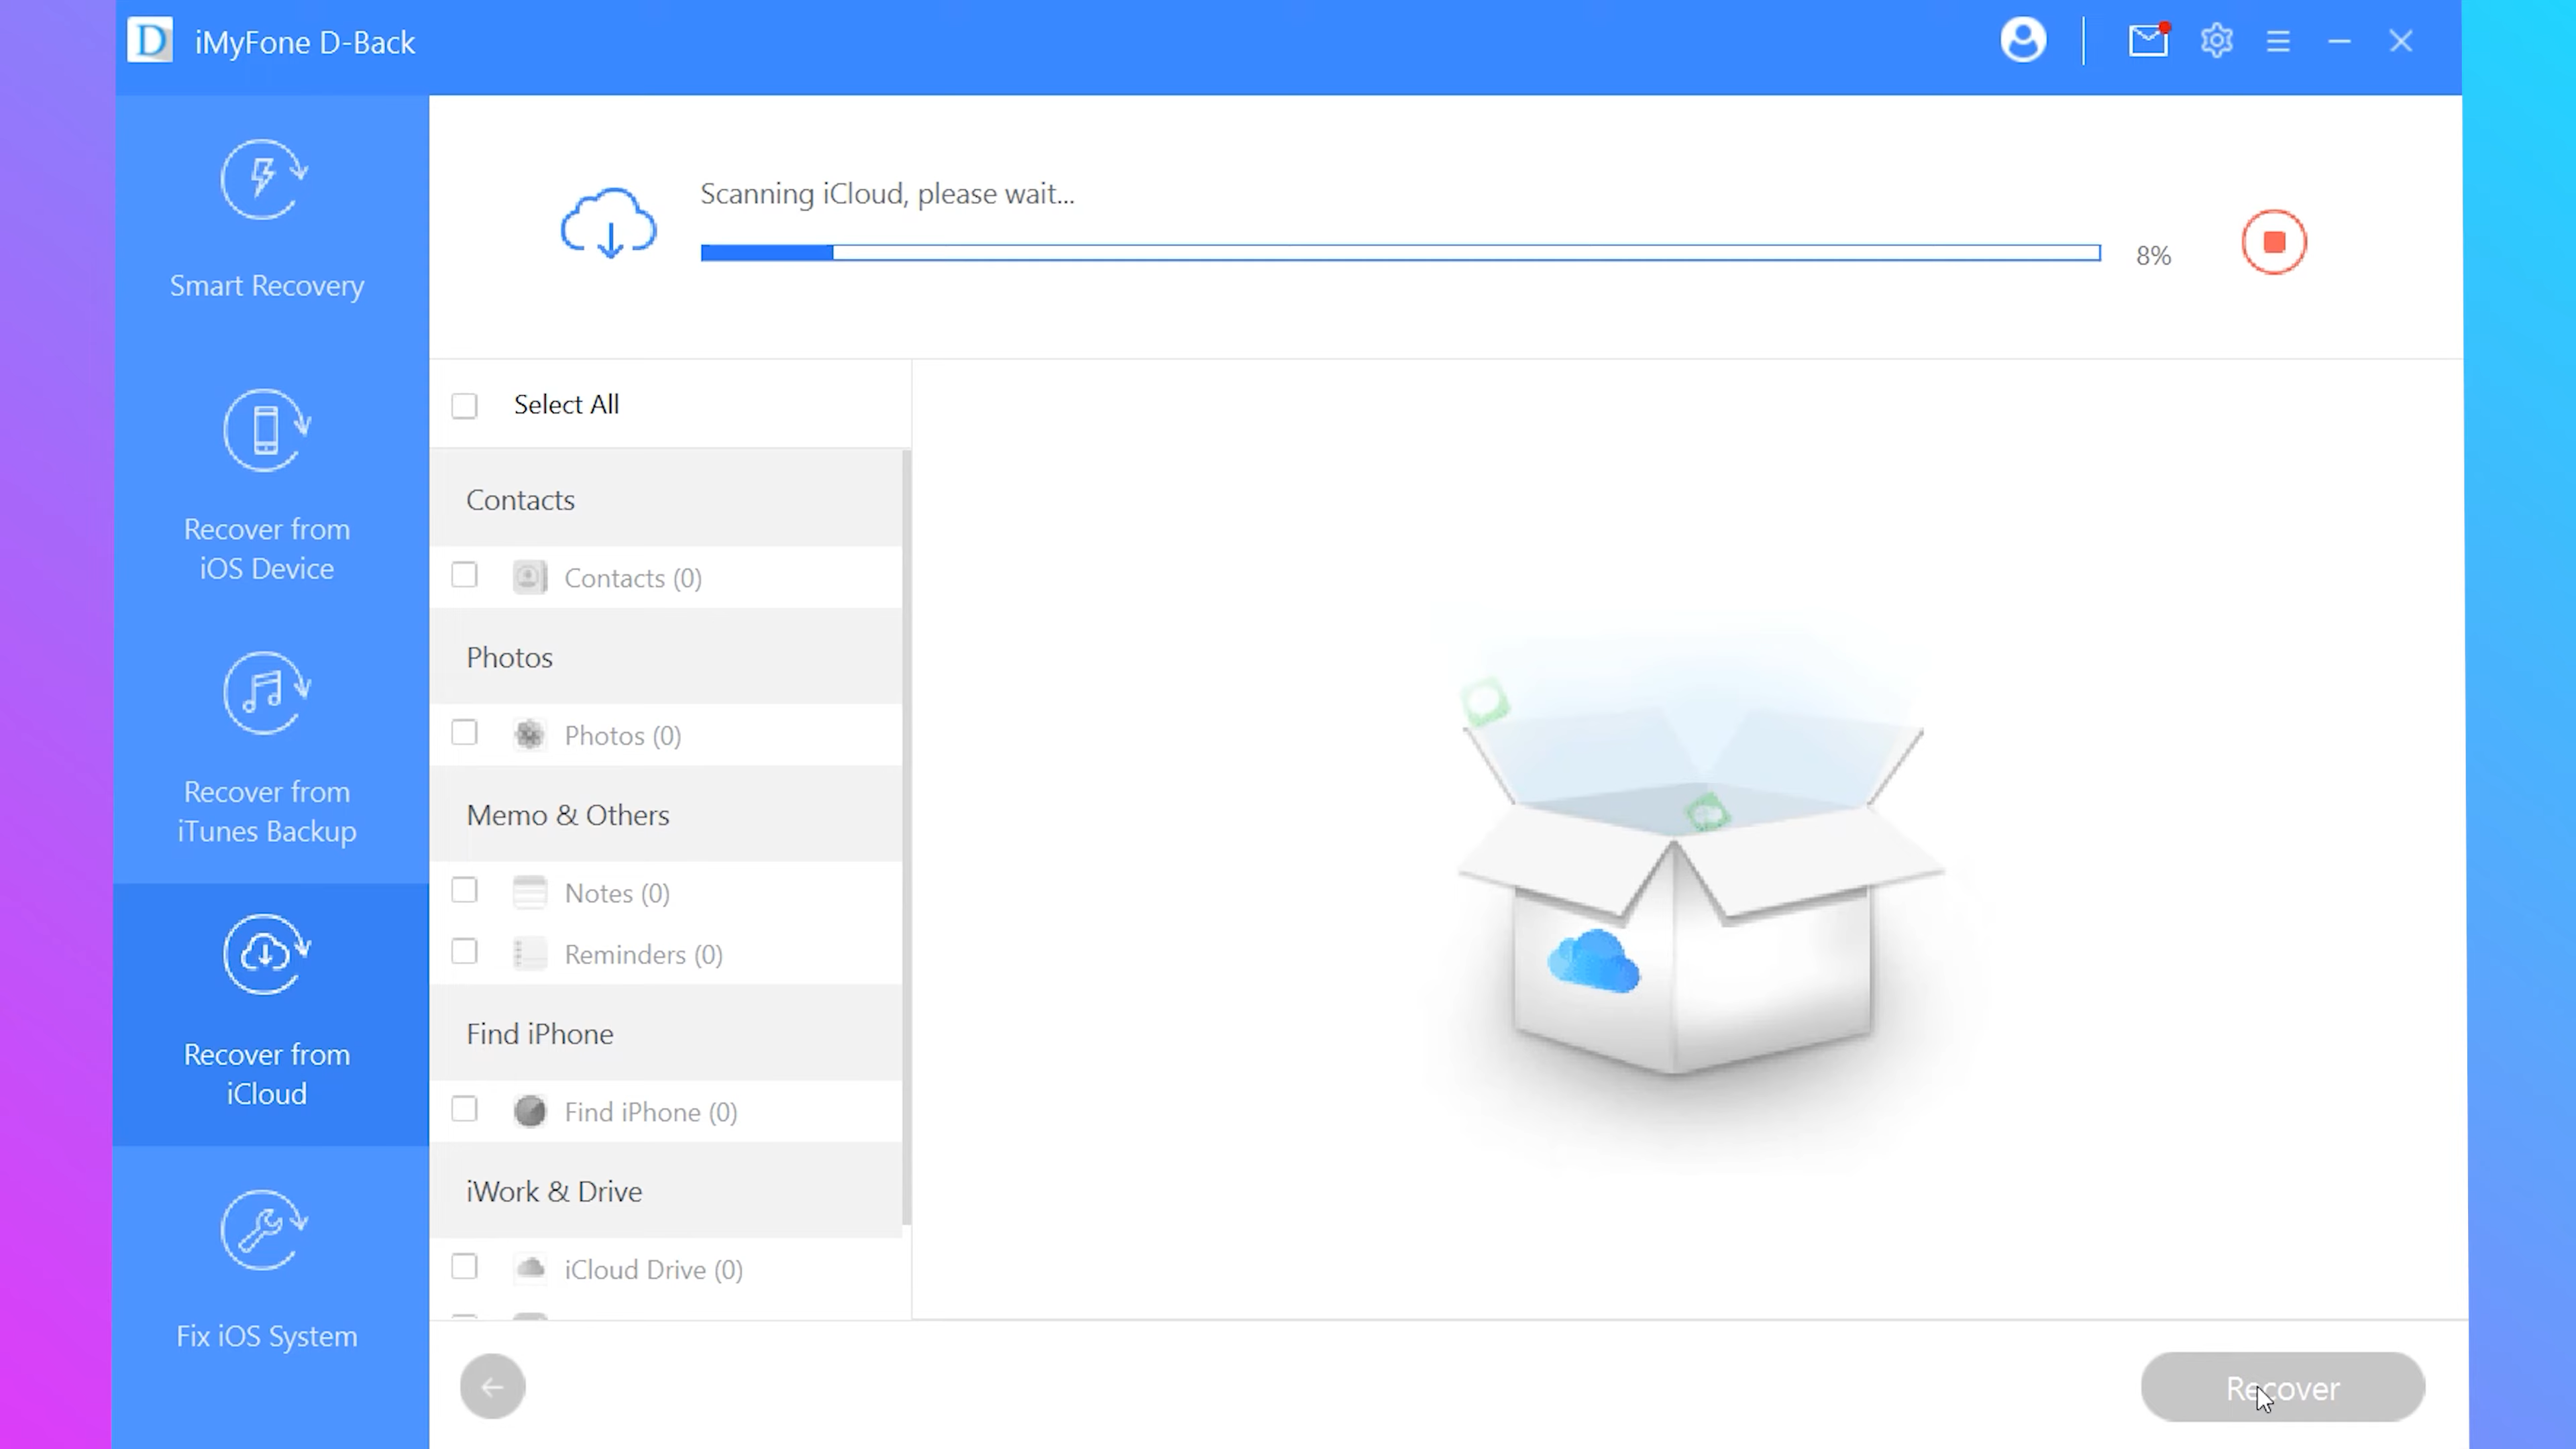 iMyFone D-Back
Smart Recovery
Recover from
iOS Device
Recover from
iTunes Backup
Recover from
iCloud
Fix iOS System
Scanning iCloud, please wait...
8%
Select All
Contacts
Contacts (0)
Photos
Photos (0)
Memo & Others
Notes (0)
Reminders (0)
Find iPhone
Find iPhone (0)
iWork & Drive
iCloud Drive (0)
Recover